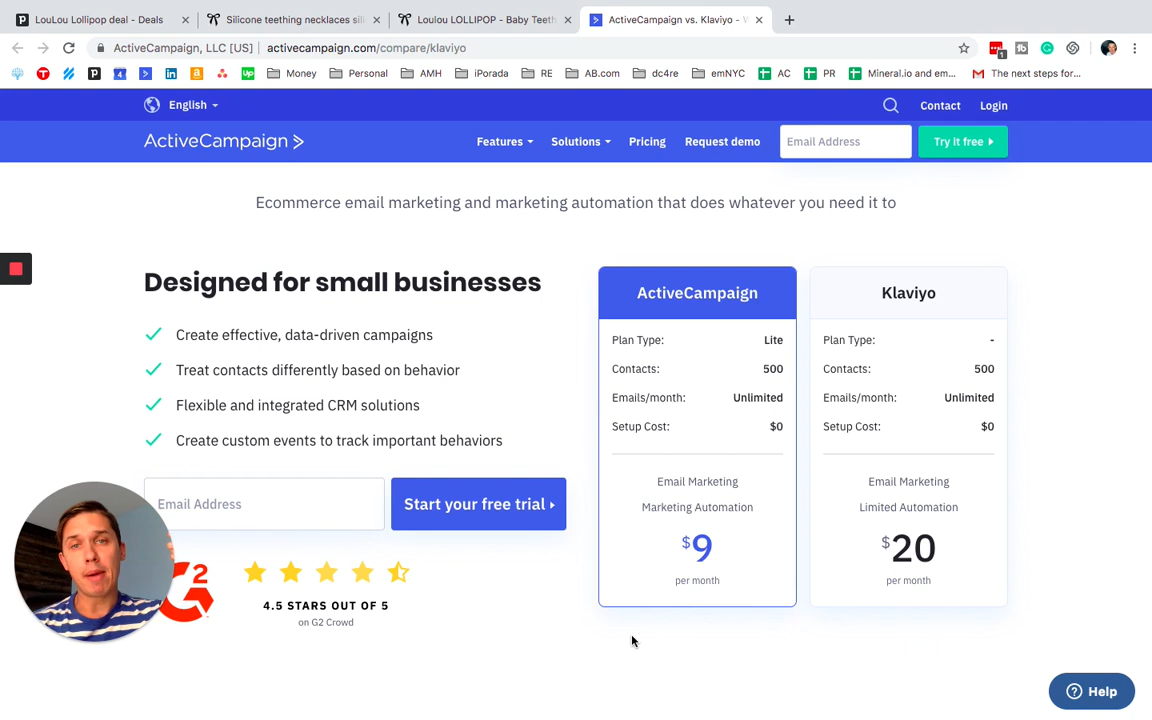 LouLou Lollipop deal - Deals
Silicone teething necklaces sili
Loulou LOLLIPOP - Baby Teeth
ActiveCampaign vs. Klaviyo - W
ActiveCampaign, LLC [US] | activecampaign.com/compare/klaviyo
Money
Personal
AMH
iPorada
RE
AB.com
dc4re
emNYC
AC
PR
Mineral.io and em...
The next steps for...
English
Contact
Login
ActiveCampaign >
Features
Solutions
Pricing
Request demo
Email Address
Try it free
Ecommerce email marketing and marketing automation that does whatever you need it to
Designed for small businesses
Create effective, data-driven campaigns
Treat contacts differently based on behavior
Flexible and integrated CRM solutions
Create custom events to track important behaviors
Email Address
Start your free trial
G2
4.5 STARS OUT OF 5
on G2 Crowd
ActiveCampaign
Plan Type: Lite
Contacts: 500
Emails/month: Unlimited
Setup Cost: $0
Email Marketing
Marketing Automation
$9
per month
Klaviyo
Plan Type: -
Contacts: 500
Emails/month: Unlimited
Setup Cost: $0
Email Marketing
Limited Automation
$20
per month
Help